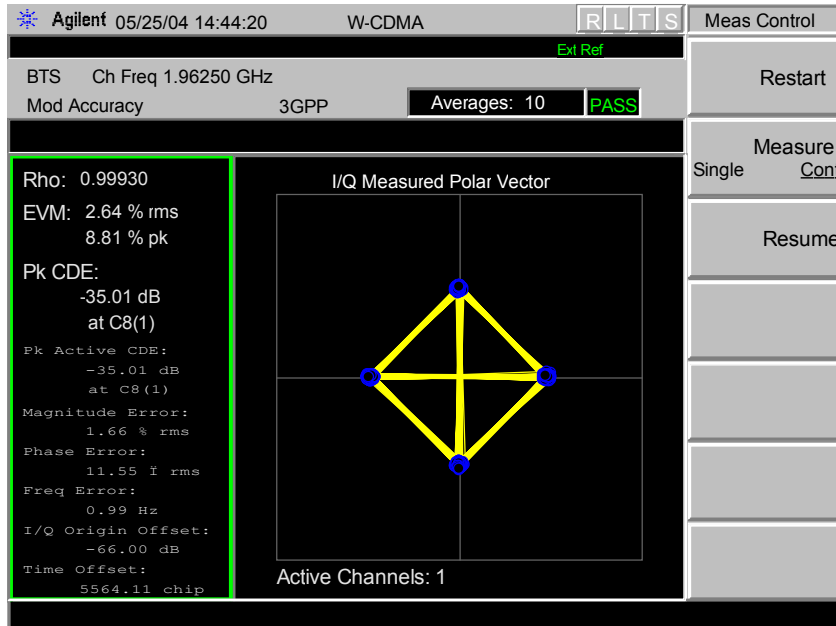 Agilent 05/25/04 14:44:20 W-CDMA R L T S Meas Control
Ext Ref
BTS Ch Freq 1.96250 GHz
Mod Accuracy 3GPP Averages: 10 PASS
Restart
Measure
Single Con
Resume
Rho: 0.99930
EVM: 2.64 % rms
8.81 % pk
Pk CDE:
-35.01 dB
at C8(1)
Pk Active CDE:
-35.01 dB
at C8(1)
Magnitude Error:
1.66 % rms
Phase Error:
11.55 Ï rms
Freq Error:
0.99 Hz
I/Q Origin Offset:
-66.00 dB
Time Offset:
5564.11 chip
I/Q Measured Polar Vector
Active Channels: 1